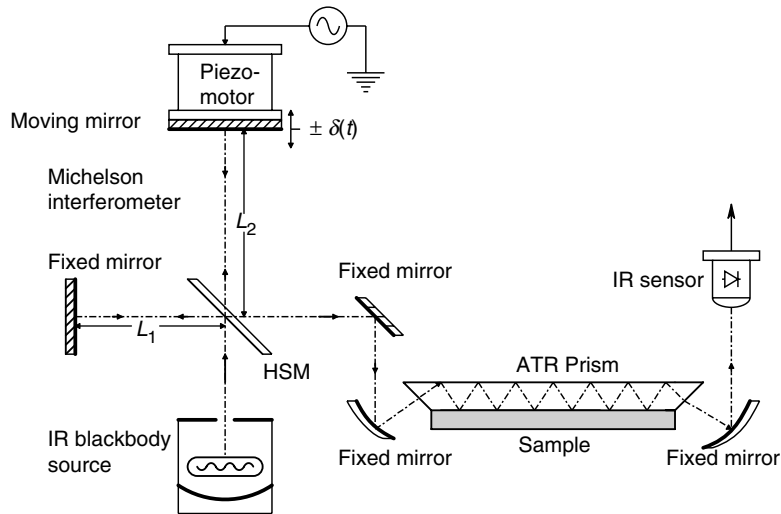 Piezo-
motor
Moving mirror
± δ(t)
Michelson
interferometer
L2
Fixed mirror
Fixed mirror
IR sensor
L1
HSM
ATR Prism
IR blackbody
source
Sample
Fixed mirror
Fixed mirror